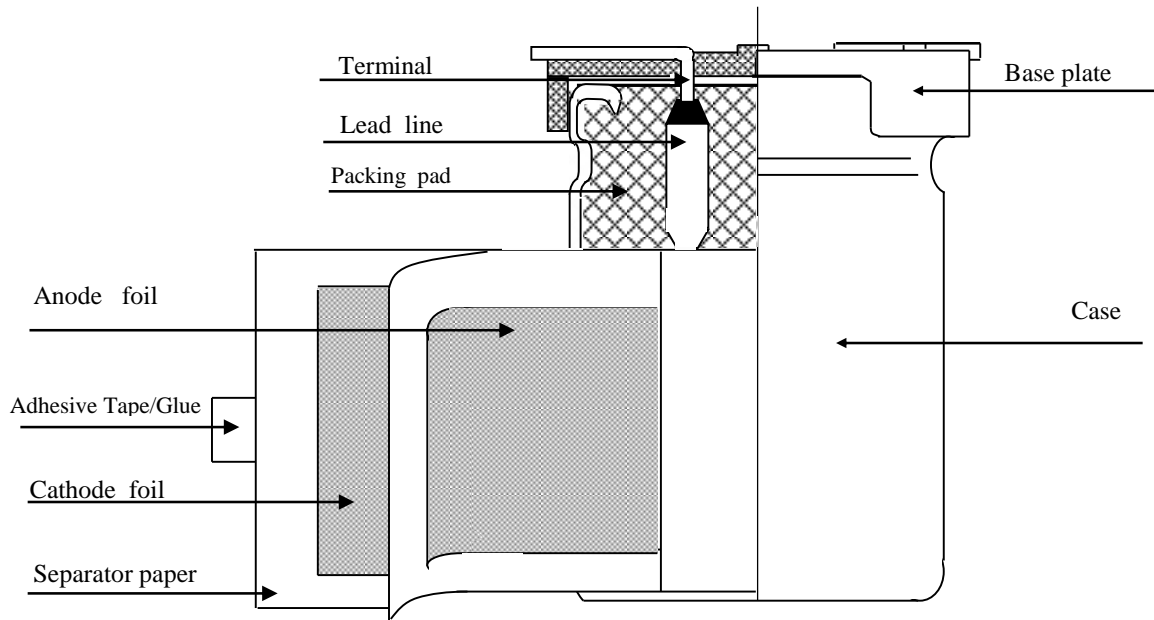 Terminal
Base plate
Lead line
Packing pad
Anode foil
Case
Adhesive Tape/Glue
Cathode foil
Separator paper